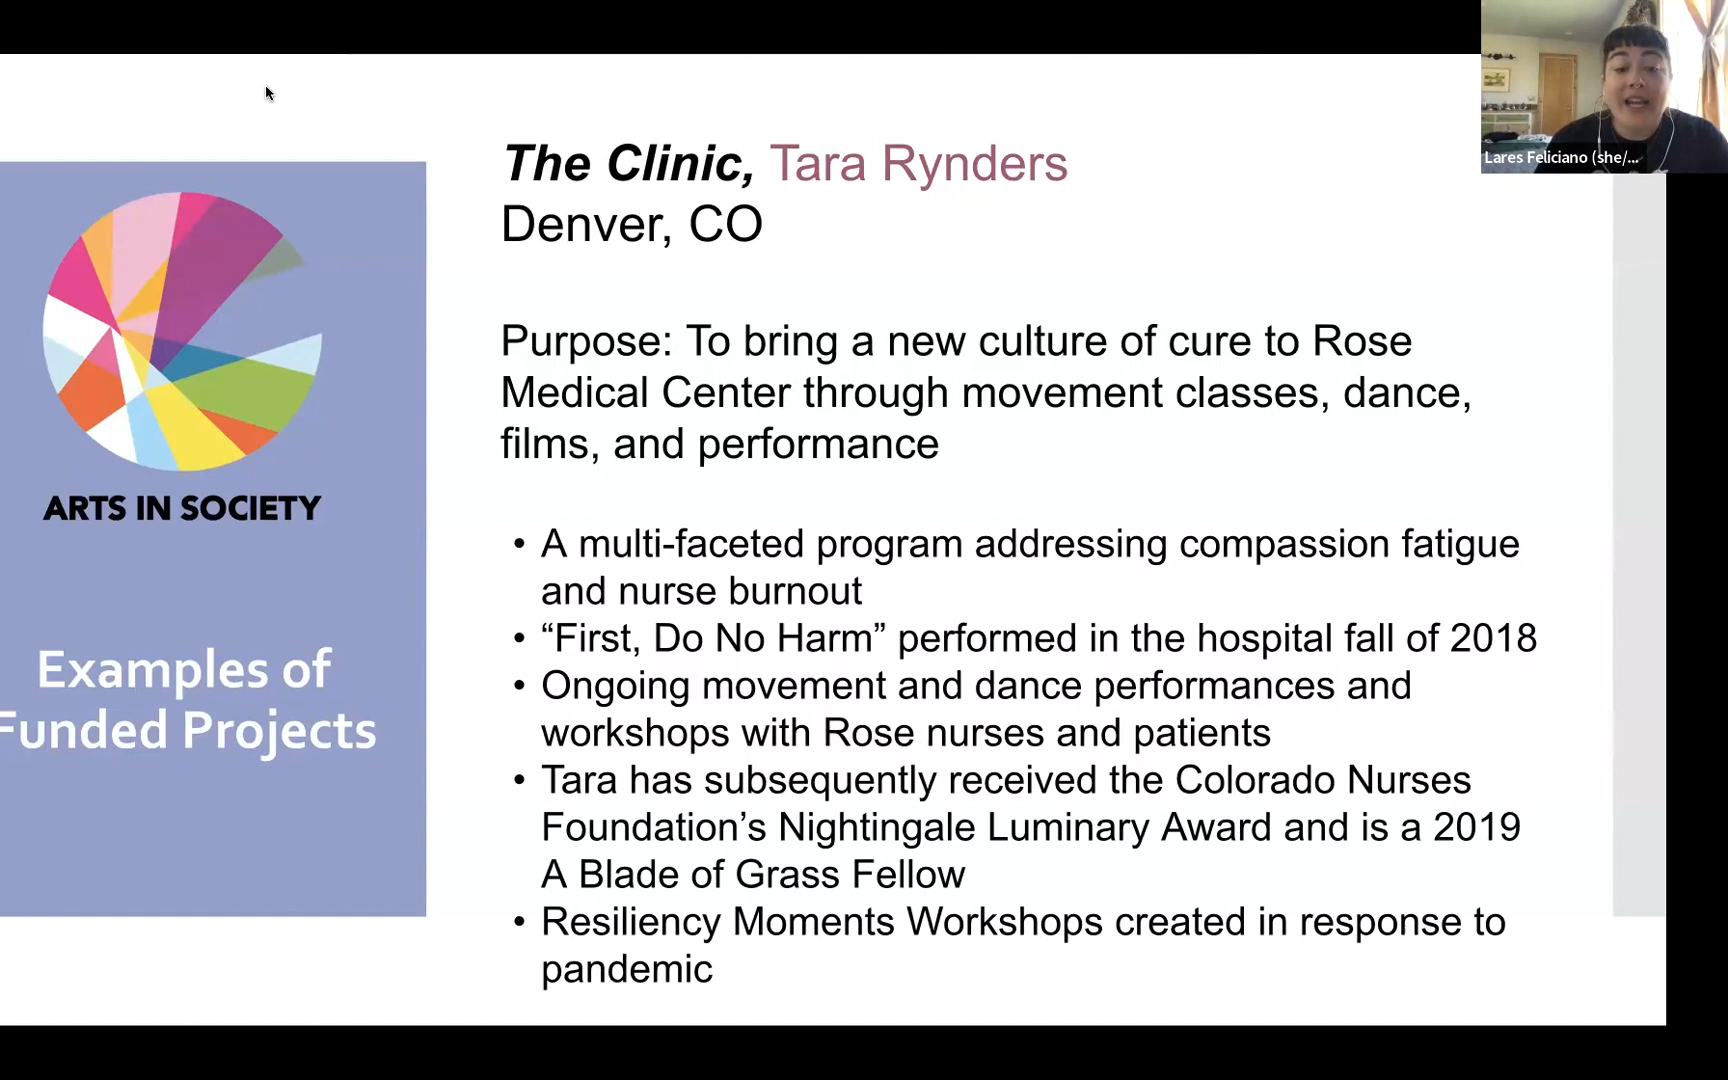 Lares Feliciano (she/...
The Clinic, Tara Rynders
Denver, CO
Purpose: To bring a new culture of cure to Rose
Medical Center through movement classes, dance,
films, and performance
• A multi-faceted program addressing compassion fatigue
and nurse burnout
• “First, Do No Harm” performed in the hospital fall of 2018
• Ongoing movement and dance performances and
workshops with Rose nurses and patients
• Tara has subsequently received the Colorado Nurses
Foundation’s Nightingale Luminary Award and is a 2019
A Blade of Grass Fellow
• Resiliency Moments Workshops created in response to
pandemic
ARTS IN SOCIETY
Examples of
Funded Projects